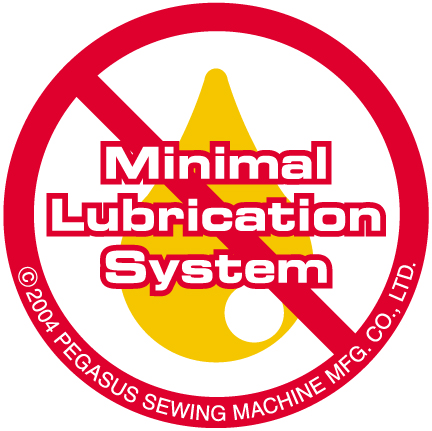 Minimal
Lubrication
System
© 2004 PEGASUS SEWING MACHINE MFG. CO., LTD.